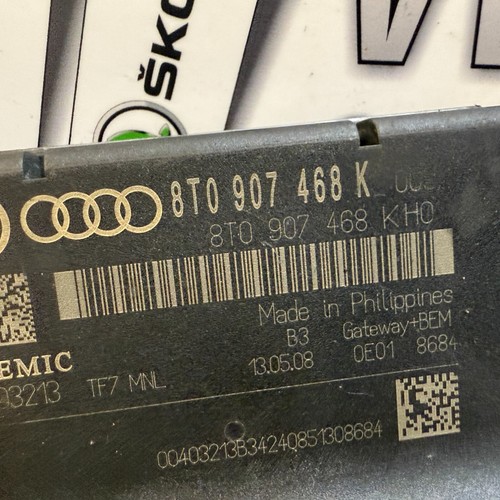 ŠKO
8T0 907 468 K
8T0 907 468 KH0
Made in Philippines
B3 Gateway+BEM
13.05.08 0E01 8684
EMIC
03213 TF7 MNL
00403213B34240851308684